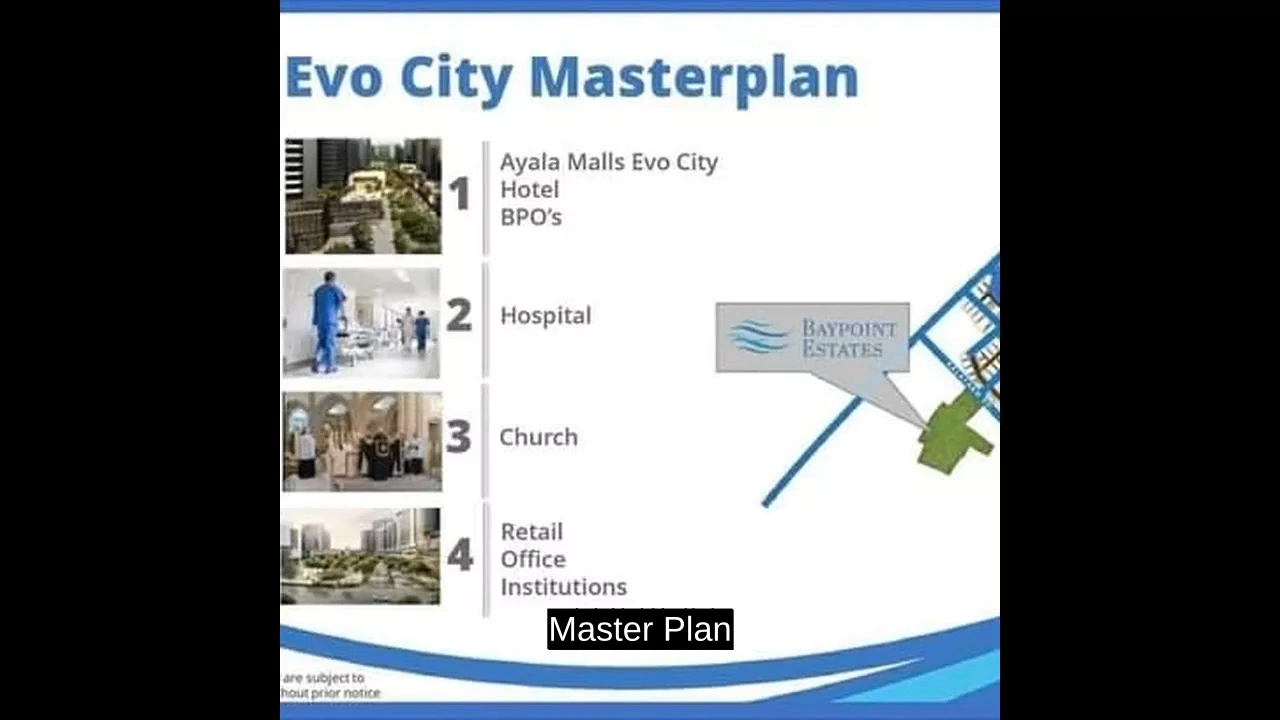 Evo City Masterplan
1
Ayala Malls Evo City
Hotel
BPO’s
2
Hospital
BAYPOINT
ESTATES
3
Church
4
Retail
Office
Institutions
Master Plan
are subject to
hout prior notice